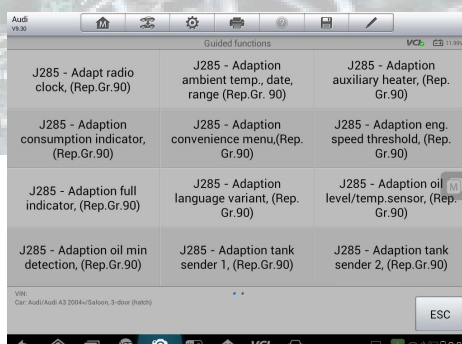 Audi
V9.30
Guided functions
VCI
11.99V
J285 - Adapt radio
clock, (Rep.Gr.90)
J285 - Adaption
ambient temp., date,
range (Rep.Gr. 90)
J285 - Adaption
auxiliary heater, (Rep.
Gr.90)
J285 - Adaption
consumption indicator,
(Rep.Gr.90)
J285 - Adaption
convenience menu,(Rep.
Gr.90)
J285 - Adaption eng.
speed threshold, (Rep.
Gr.90)
J285 - Adaption full
indicator, (Rep.Gr.90)
J285 - Adaption
language variant, (Rep.
Gr.90)
J285 - Adaption oil
level/temp.sensor, (Rep.
Gr.90)
M
J285 - Adaption oil min
detection, (Rep.Gr.90)
J285 - Adaption tank
sender 1, (Rep.Gr.90)
J285 - Adaption tank
sender 2, (Rep.Gr.90)
VIN:
Car: Audi/Audi A3 2004>/Saloon, 3-door (hatch)
ESC